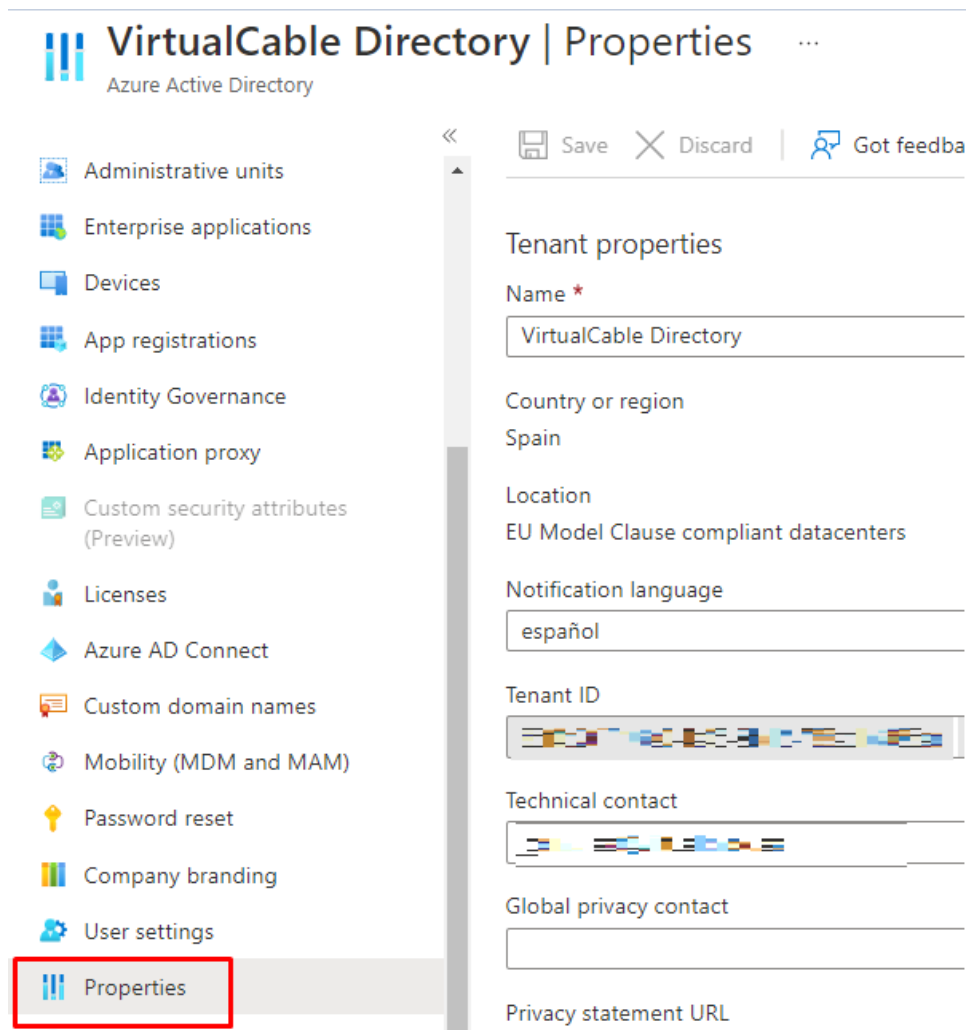 VirtualCable Directory | Properties ...
Azure Active Directory
«
Save Discard Got feedba
Administrative units
Enterprise applications
Devices
App registrations
Identity Governance
Application proxy
Custom security attributes
(Preview)
Licenses
Azure AD Connect
Custom domain names
Mobility (MDM and MAM)
Password reset
Company branding
User settings
Properties
Tenant properties
Name *
VirtualCable Directory
Country or region
Spain
Location
EU Model Clause compliant datacenters
Notification language
español
Tenant ID
Technical contact
Global privacy contact
Privacy statement URL